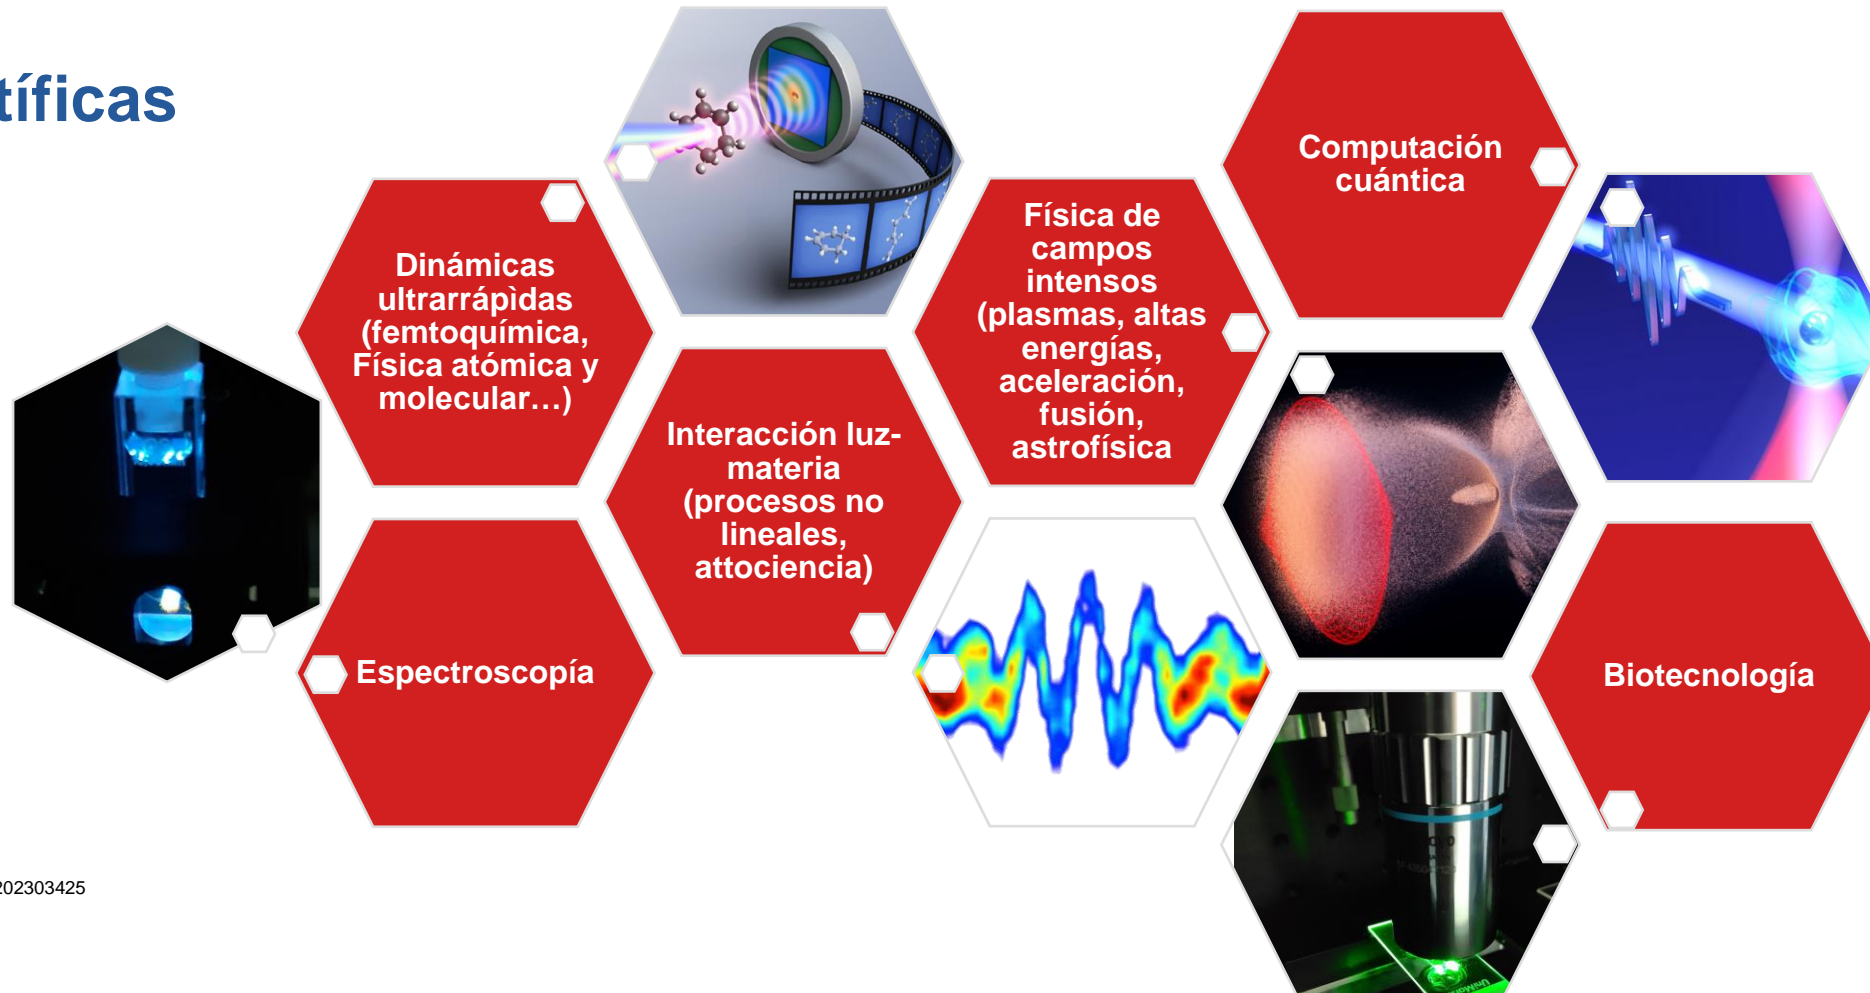 tíficas
Computación
cuántica
Dinámicas
ultrarrápìdas
(femtoquímica,
Física atómica y
molecular…)
Física de
campos
intensos
(plasmas, altas
energías,
aceleración,
fusión,
astrofísica
Interacción luz-
materia
(procesos no
lineales,
attociencia)
Espectroscopía
Biotecnología
202303425